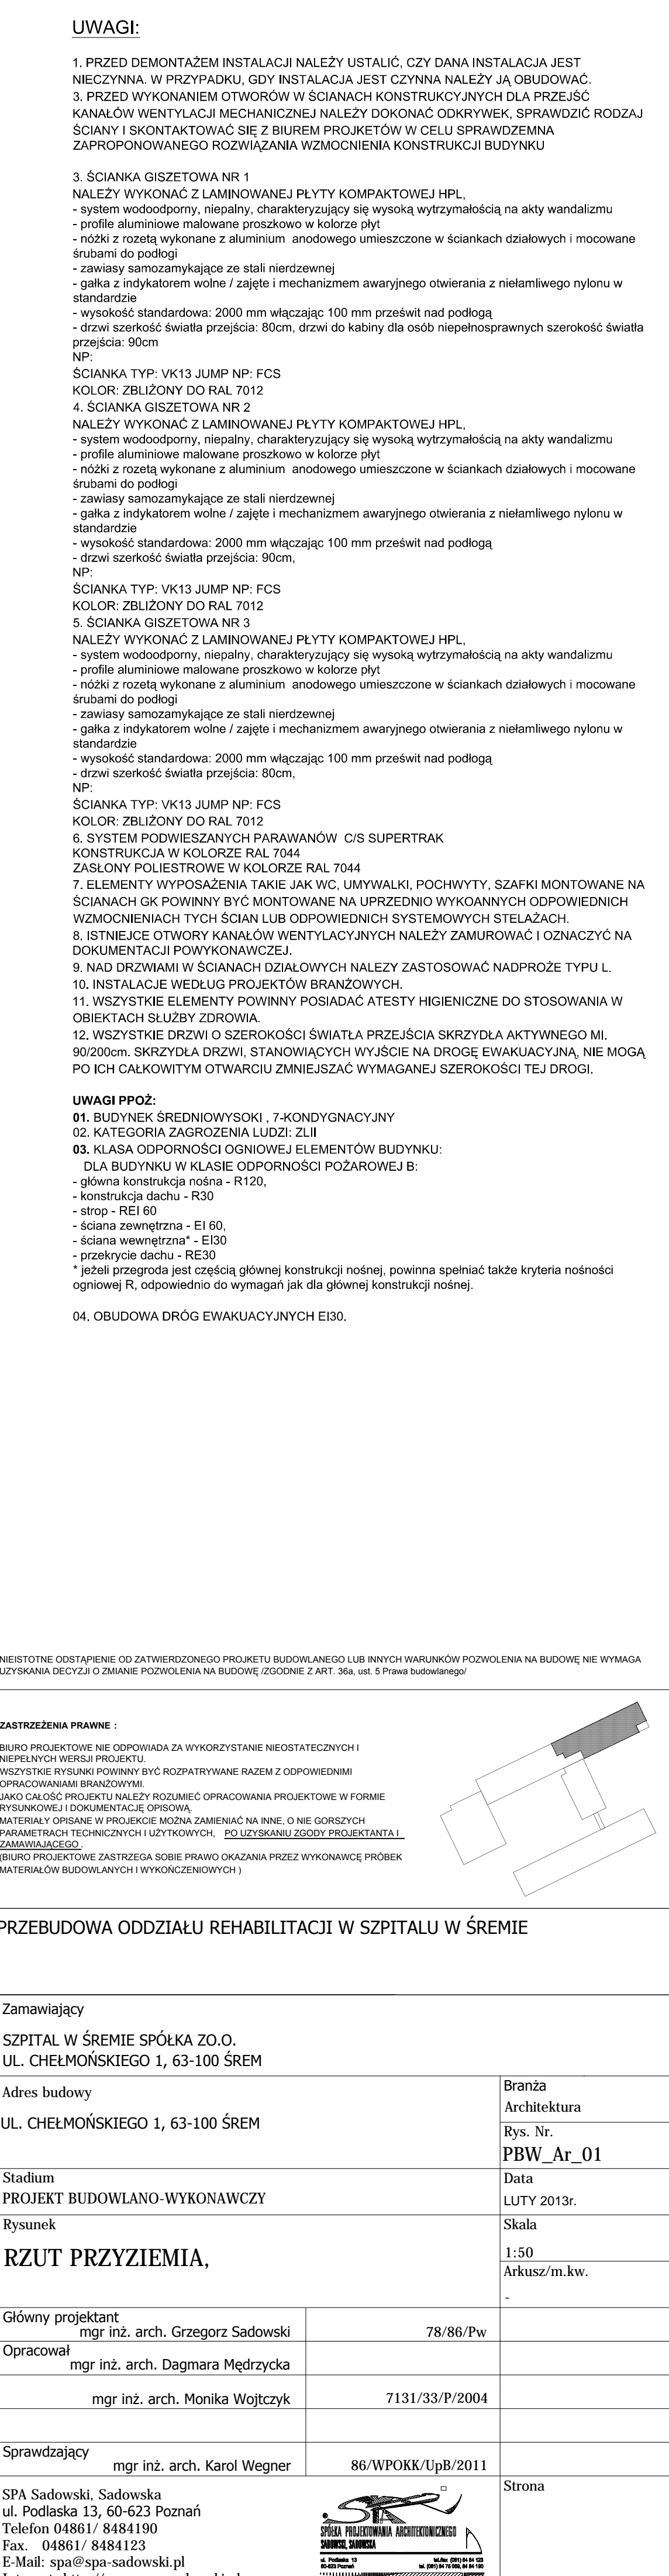 UWAGI:
1. PRZED DEMONTAŻEM INSTALACJI NALEŻY USTALIĆ, CZY DANA INSTALACJA JEST
NIECZYNNA. W PRZYPADKU, GDY INSTALACJA JEST CZYNNA NALEŻY JĄ OBUDOWAĆ.
3. PRZED WYKONANIEM OTWORÓW W ŚCIANACH KONSTRUKCYJNYCH DLA PRZEJŚĆ
KANAŁÓW WENTYLACJI MECHANICZNEJ NALEŻY DOKONAĆ ODKRYWEK, SPRAWDZIĆ RODZAJ
ŚCIANY I SKONTAKTOWAĆ SIĘ Z BIUREM PROJKETÓW W CELU SPRAWDZEMNA
ZAPROPONOWANEGO ROZWIĄZANIA WZMOCNIENIA KONSTRUKCJI BUDYNKU
3. ŚCIANKA GISZETOWA NR 1
NALEŻY WYKONAĆ Z LAMINOWANEJ PŁYTY KOMPAKTOWEJ HPL,
- system wodoodporny, niepalny, charakteryzujący się wysoką wytrzymałością na akty wandalizmu
- profile aluminiowe malowane proszkowo w kolorze płyt
- nóżki z rozetą wykonane z aluminium  anodowego umieszczone w ściankach działowych i mocowane
śrubami do podłogi
- zawiasy samozamykające ze stali nierdzewnej
- gałka z indykatorem wolne / zajęte i mechanizmem awaryjnego otwierania z niełamliwego nylonu w
standardzie
- wysokość standardowa: 2000 mm włączając 100 mm prześwit nad podłogą
- drzwi szerkość światła przejścia: 80cm, drzwi do kabiny dla osób niepełnosprawnych szerokość światła
przejścia: 90cm
NP:
ŚCIANKA TYP: VK13 JUMP NP: FCS
KOLOR: ZBLIŻONY DO RAL 7012
4. ŚCIANKA GISZETOWA NR 2
NALEŻY WYKONAĆ Z LAMINOWANEJ PŁYTY KOMPAKTOWEJ HPL,
- system wodoodporny, niepalny, charakteryzujący się wysoką wytrzymałością na akty wandalizmu
- profile aluminiowe malowane proszkowo w kolorze płyt
- nóżki z rozetą wykonane z aluminium  anodowego umieszczone w ściankach działowych i mocowane
śrubami do podłogi
- zawiasy samozamykające ze stali nierdzewnej
- gałka z indykatorem wolne / zajęte i mechanizmem awaryjnego otwierania z niełamliwego nylonu w
standardzie
- wysokość standardowa: 2000 mm włączając 100 mm prześwit nad podłogą
- drzwi szerkość światła przejścia: 90cm,
NP:
ŚCIANKA TYP: VK13 JUMP NP: FCS
KOLOR: ZBLIŻONY DO RAL 7012
5. ŚCIANKA GISZETOWA NR 3
NALEŻY WYKONAĆ Z LAMINOWANEJ PŁYTY KOMPAKTOWEJ HPL,
- system wodoodporny, niepalny, charakteryzujący się wysoką wytrzymałością na akty wandalizmu
- profile aluminiowe malowane proszkowo w kolorze płyt
- nóżki z rozetą wykonane z aluminium  anodowego umieszczone w ściankach działowych i mocowane
śrubami do podłogi
- zawiasy samozamykające ze stali nierdzewnej
- gałka z indykatorem wolne / zajęte i mechanizmem awaryjnego otwierania z niełamliwego nylonu w
standardzie
- wysokość standardowa: 2000 mm włączając 100 mm prześwit nad podłogą
- drzwi szerkość światła przejścia: 80cm,
NP:
ŚCIANKA TYP: VK13 JUMP NP: FCS
KOLOR: ZBLIŻONY DO RAL 7012
6. SYSTEM PODWIESZANYCH PARAWANÓW  C/S SUPERTRAK
KONSTRUKCJA W KOLORZE RAL 7044
ZASŁONY POLIESTROWE W KOLORZE RAL 7044
7. ELEMENTY WYPOSAŻENIA TAKIE JAK WC, UMYWALKI, POCHWYTY, SZAFKI MONTOWANE NA
ŚCIANACH GK POWINNY BYĆ MONTOWANE NA UPRZEDNIO WYKOANNYCH ODPOWIEDNICH
WZMOCNIENIACH TYCH ŚCIAN LUB ODPOWIEDNICH SYSTEMOWYCH STELAŻACH.
8. ISTNIEJCE OTWORY KANAŁÓW WENTYLACYJNYCH NALEŻY ZAMUROWAĆ I OZNACZYĆ NA
DOKUMENTACJI POWYKONAWCZEJ.
9. NAD DRZWIAMI W ŚCIANACH DZIAŁOWYCH NALEZY ZASTOSOWAĆ NADPROŻE TYPU L.
10. INSTALACJE WEDŁUG PROJEKTÓW BRANŻOWYCH.
11. WSZYSTKIE ELEMENTY POWINNY POSIADAĆ ATESTY HIGIENICZNE DO STOSOWANIA W
OBIEKTACH SŁUŻBY ZDROWIA.
12. WSZYSTKIE DRZWI O SZEROKOŚCI ŚWIATŁA PRZEJŚCIA SKRZYDŁA AKTYWNEGO MI.
90/200cm. SKRZYDŁA DRZWI, STANOWIĄCYCH WYJŚCIE NA DROGĘ EWAKUACYJNĄ, NIE MOGĄ
PO ICH CAŁKOWITYM OTWARCIU ZMNIEJSZAĆ WYMAGANEJ SZEROKOŚCI TEJ DROGI.
UWAGI PPOŻ:
01. BUDYNEK ŚREDNIOWYSOKI , 7-KONDYGNACYJNY
02. KATEGORIA ZAGROZENIA LUDZI: ZLII
03. KLASA ODPORNOŚCI OGNIOWEJ ELEMENTÓW BUDYNKU:
DLA BUDYNKU W KLASIE ODPORNOŚCI POŻAROWEJ B:
- główna konstrukcja nośna - R120,
- konstrukcja dachu - R30
- strop - REI 60
- ściana zewnętrzna - EI 60,
- ściana wewnętrzna* - EI30
- przekrycie dachu - RE30
* jeżeli przegroda jest częścią głównej konstrukcji nośnej, powinna spełniać także kryteria nośności
ogniowej R, odpowiednio do wymagań jak dla głównej konstrukcji nośnej.
04. OBUDOWA DRÓG EWAKUACYJNYCH EI30.
NIEISTOTNE ODSTĄPIENIE OD ZATWIERDZONEGO PROJKETU BUDOWLANEGO LUB INNYCH WARUNKÓW POZWOLENIA NA BUDOWĘ NIE WYMAGA
UZYSKANIA DECYZJI O ZMIANIE POZWOLENIA NA BUDOWĘ /ZGODNIE Z ART. 36a, ust. 5 Prawa budowlanego/
ZASTRZEŻENIA PRAWNE :
BIURO PROJEKTOWE NIE ODPOWIADA ZA WYKORZYSTANIE NIEOSTATECZNYCH I
NIEPEŁNYCH WERSJI PROJEKTU.
WSZYSTKIE RYSUNKI POWINNY BYĆ ROZPATRYWANE RAZEM Z ODPOWIEDNIMI
OPRACOWANIAMI BRANŻOWYMI.
JAKO CAŁOŚĆ PROJEKTU NALEŻY ROZUMIEĆ OPRACOWANIA PROJEKTOWE W FORMIE
RYSUNKOWEJ I DOKUMENTACJĘ OPISOWĄ.
MATERIAŁY OPISANE W PROJEKCIE MOŻNA ZAMIENIAĆ NA INNE, O NIE GORSZYCH
PARAMETRACH TECHNICZNYCH I UŻYTKOWYCH,   PO UZYSKANIU ZGODY PROJEKTANTA I
ZAMAWIAJĄCEGO .
(BIURO PROJEKTOWE ZASTRZEGA SOBIE PRAWO OKAZANIA PRZEZ WYKONAWCĘ PRÓBEK
MATERIAŁÓW BUDOWLANYCH I WYKOŃCZENIOWYCH )
PRZEBUDOWA ODDZIAŁU REHABILITACJI W SZPITALU W ŚREMIE
Zamawiający
SZPITAL W ŚREMIE SPÓŁKA ZO.O.
UL. CHEŁMOŃSKIEGO 1, 63-100 ŚREM
Adres budowy
UL. CHEŁMOŃSKIEGO 1, 63-100 ŚREM
Branża
Architektura
Rys. Nr.
PBW_Ar_01
Stadium
PROJEKT BUDOWLANO-WYKONAWCZY
Data
LUTY 2013r.
Rysunek
RZUT PRZYZIEMIA,
Skala
1:50
Arkusz/m.kw.
-
Główny projektant
mgr inż. arch. Grzegorz Sadowski 78/86/Pw
Opracował
mgr inż. arch. Dagmara Mędrzycka
mgr inż. arch. Monika Wojtczyk 7131/33/P/2004
Sprawdzający
mgr inż. arch. Karol Wegner 86/WPOKK/UpB/2011
SPA Sadowski, Sadowska
ul. Podlaska 13, 60-623 Poznań
Telefon 04861/ 8484190
Fax.   04861/ 8484123
E-Mail: spa@spa-sadowski.pl
SPÓŁKA PROJEKTOWANIA ARCHITEKTONICZNEGO
SADOWSKI, SADOWSKA
ul. Podlaska 13 tel./fax (061) 84 84 123
60-623 Poznań
Strona